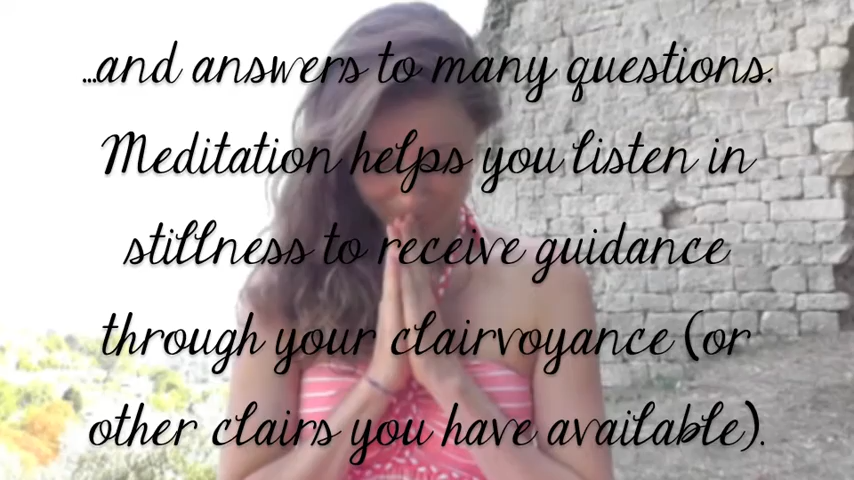 ...and answers to many questions.
Meditation helps you listen in
stillness to receive guidance
through your clairvoyance (or
other clairs you have available).